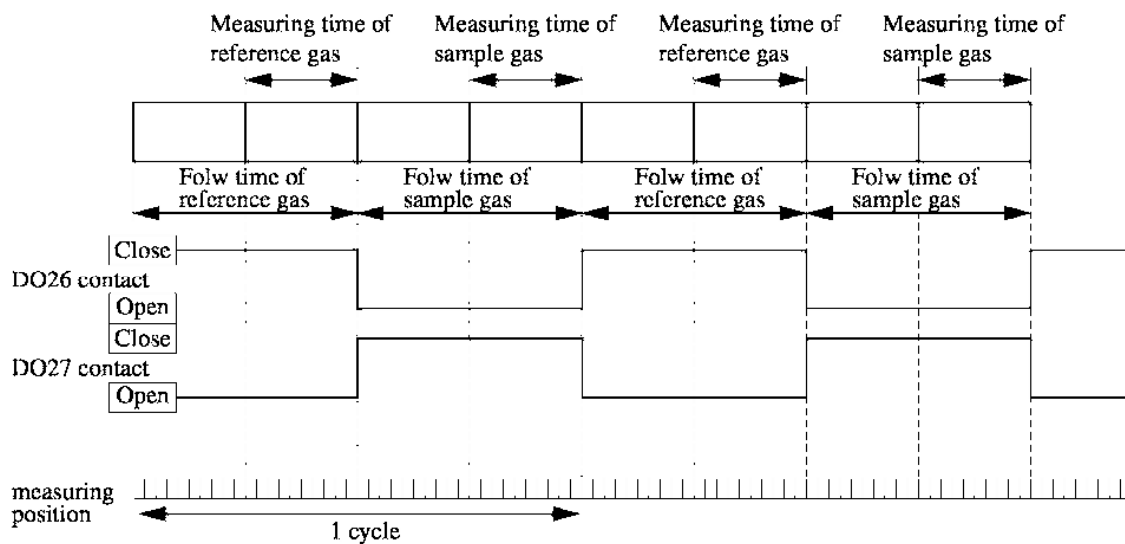 Measuring time of
reference gas
Measuring time of
sample gas
Measuring time of
reference gas
Measuring time of
sample gas
Folw time of
reference gas
Folw time of
sample gas
Folw time of
reference gas
Folw time of
sample gas
Close
DO26 contact
Open
Close
DO27 contact
Open
measuring
position
1 cycle